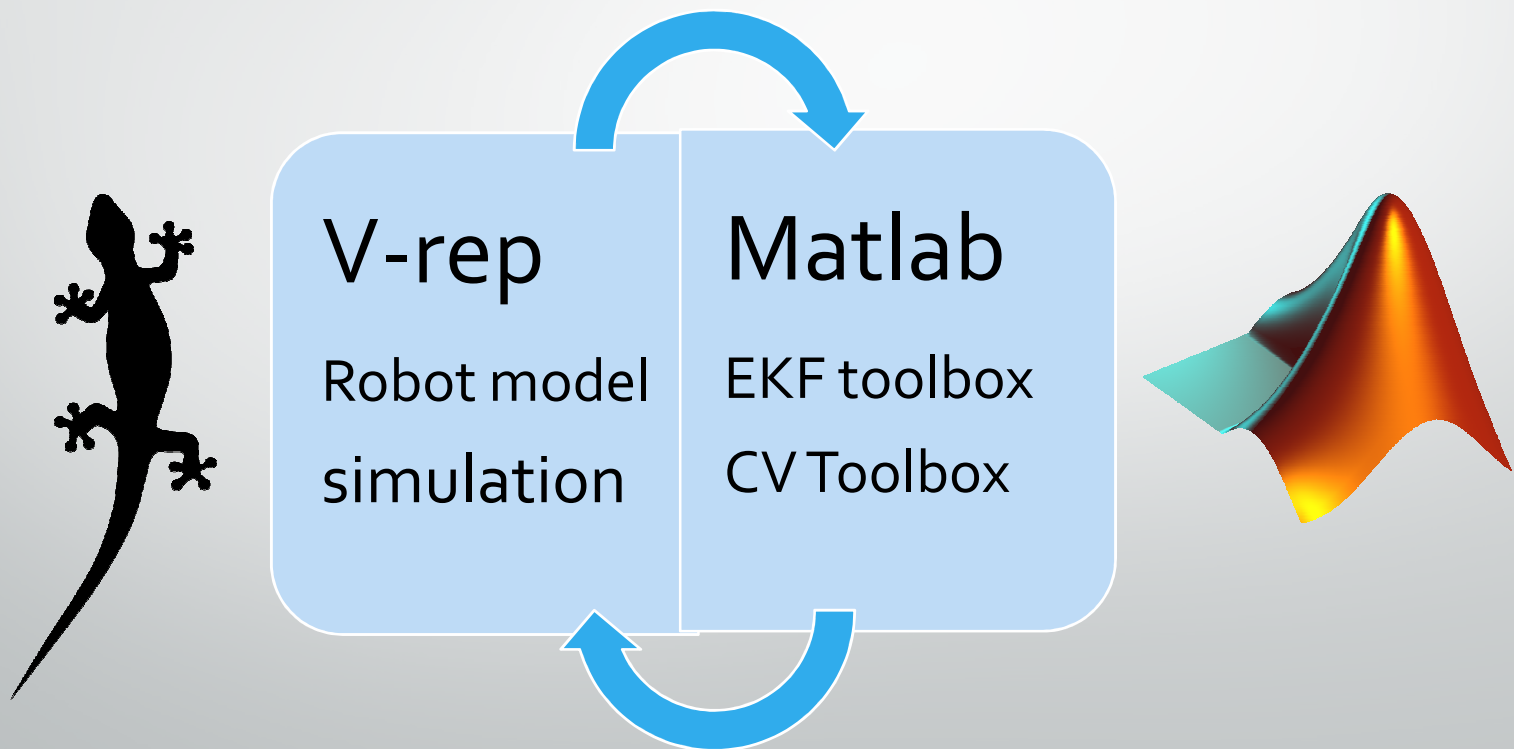 V-rep
Robot model
simulation
Matlab
EKF toolbox
CV Toolbox